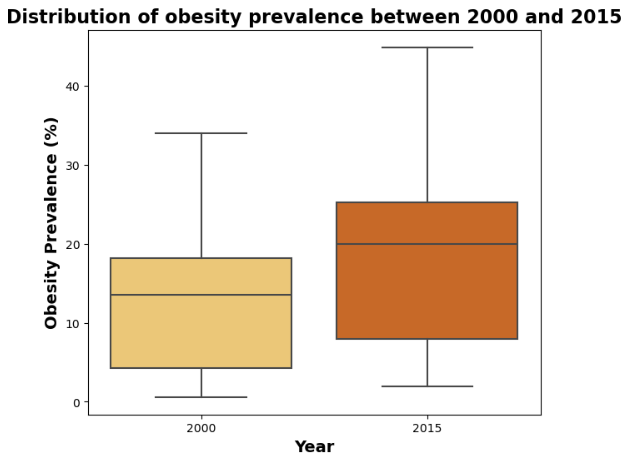 Distribution of obesity prevalence between 2000 and 2015
Obesity Prevalence (%)
40
30
20
10
0
2000 2015
Year